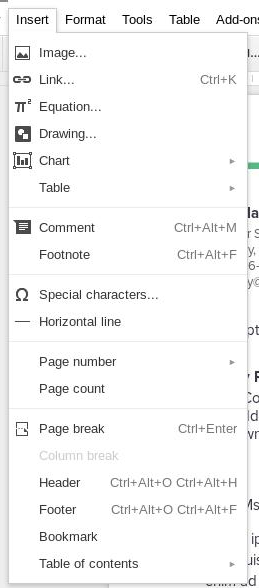 Insert Format Tools Table Add-ons
Image...
Link... Ctrl+K
Equation...
Drawing...
Chart
Table
Comment Ctrl+Alt+M
Footnote Ctrl+Alt+F
Special characters...
Horizontal line
Page number
Page count
Page break Ctrl+Enter
Column break
Header Ctrl+Alt+O Ctrl+Alt+H
Footer Ctrl+Alt+O Ctrl+Alt+F
Bookmark
Table of contents